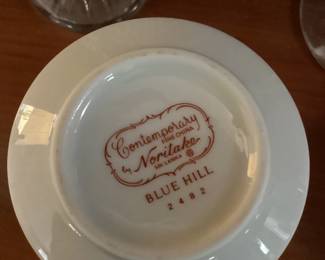 Contemporary
FINE CHINA
by Noritake
SRI LANKA ®
BLUE HILL
2482